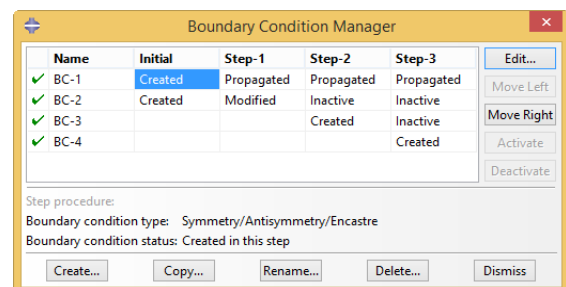 Boundary Condition Manager
×
Name Initial Step-1 Step-2 Step-3 Edit...
✔ BC-1 Created Propagated Propagated Propagated Move Left
✔ BC-2 Created Modified Inactive Inactive Move Right
✔ BC-3 Created Inactive Activate
✔ BC-4 Created Deactivate
Step procedure:
Boundary condition type: Symmetry/Antisymmetry/Encastre
Boundary condition status: Created in this step
Create... Copy... Rename... Delete... Dismiss